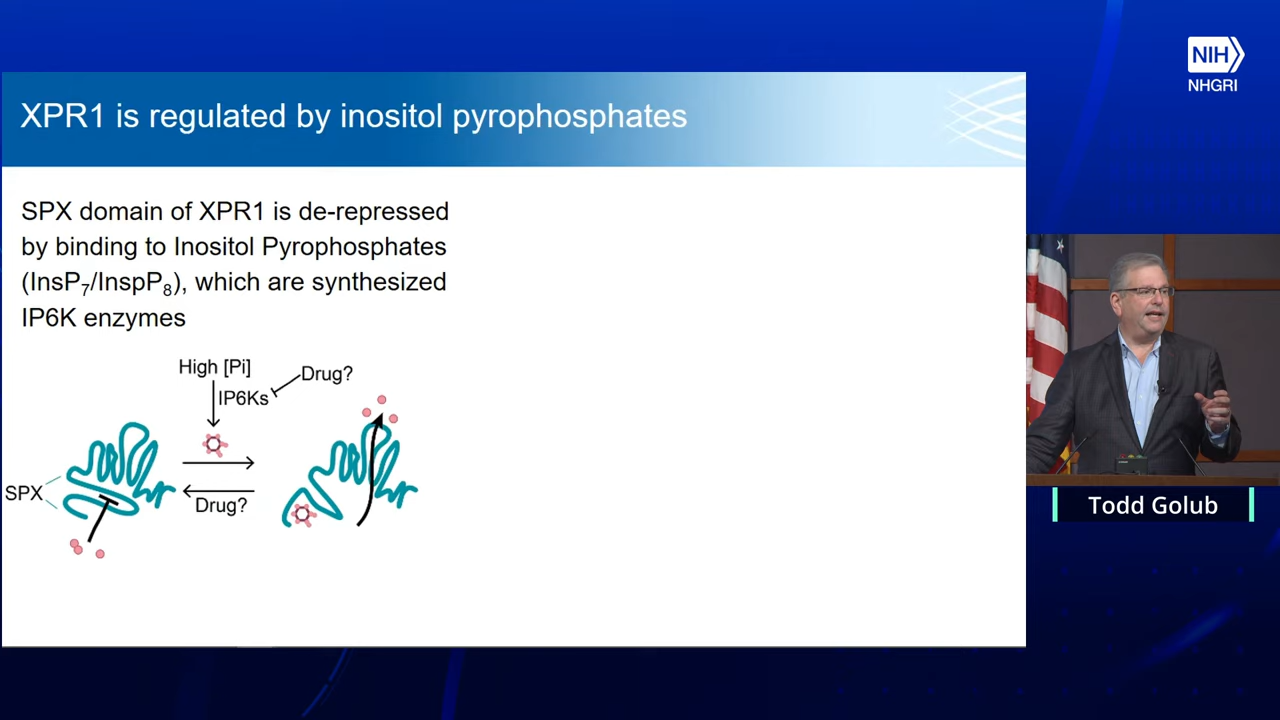 NIH
NHGRI
XPR1 is regulated by inositol pyrophosphates
SPX domain of XPR1 is de-repressed
by binding to Inositol Pyrophosphates
(InsP₇/InspP₈), which are synthesized
IP6K enzymes
High [Pi]
Drug?
IP6Ks
SPX
Drug?
Todd Golub